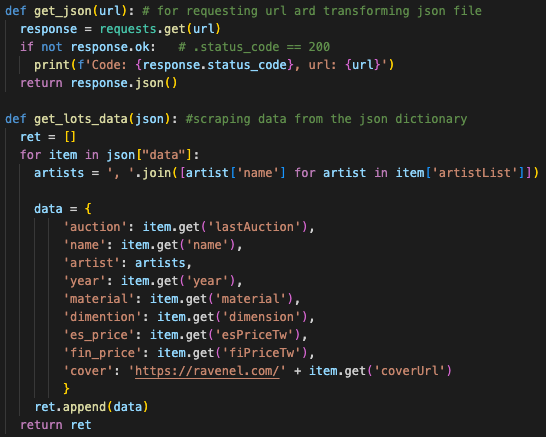 def get_json(url): # for requesting url ard transforming json file
  response = requests.get(url)
  if not response.ok:   # .status_code == 200
    print(f'Code: {response.status_code}, url: {url}')
  return response.json()

def get_lots_data(json): #scraping data from the json dictionary
  ret = []
  for item in json["data"]:
    artists = ', '.join([artist['name'] for artist in item['artistList']])

    data = {
        'auction': item.get('lastAuction'),
        'name': item.get('name'),
        'artist': artists,
        'year': item.get('year'),
        'material': item.get('material'),
        'dimention': item.get('dimension'),
        'es_price': item.get('esPriceTw'),
        'fin_price': item.get('fiPriceTw'),
        'cover': 'https://ravenel.com/' + item.get('coverUrl')
        }
    ret.append(data)
  return ret